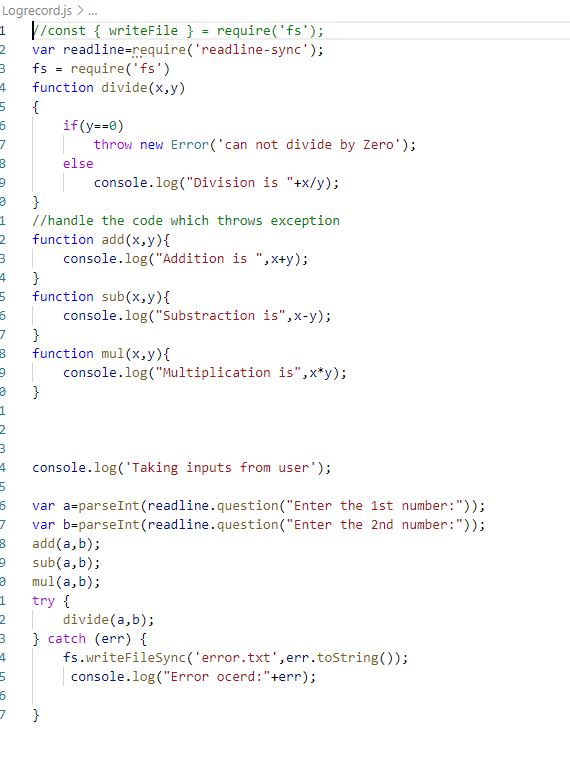 Logrecord.js > ...
1 //const { writeFile } = require('fs');
2 var readline=require('readline-sync');
3 fs = require('fs')
4 function divide(x,y)
5 {
6 if(y==0)
7 throw new Error('can not divide by Zero');
8 else
9 console.log("Division is "+x/y);
0 }
1 //handle the code which throws exception
2 function add(x,y){
3 console.log("Addition is ",x+y);
4 }
5 function sub(x,y){
6 console.log("Substraction is",x-y);
7 }
8 function mul(x,y){
9 console.log("Multiplication is",x*y);
0 }
1
2
3
4 console.log('Taking inputs from user');
5
6 var a=parseInt(readline.question("Enter the 1st number:"));
7 var b=parseInt(readline.question("Enter the 2nd number:"));
8 add(a,b);
9 sub(a,b);
0 mul(a,b);
1 try {
2 divide(a,b);
3 } catch (err) {
4 fs.writeFileSync('error.txt',err.toString());
5 console.log("Error ocerd:"+err);
6
7 }